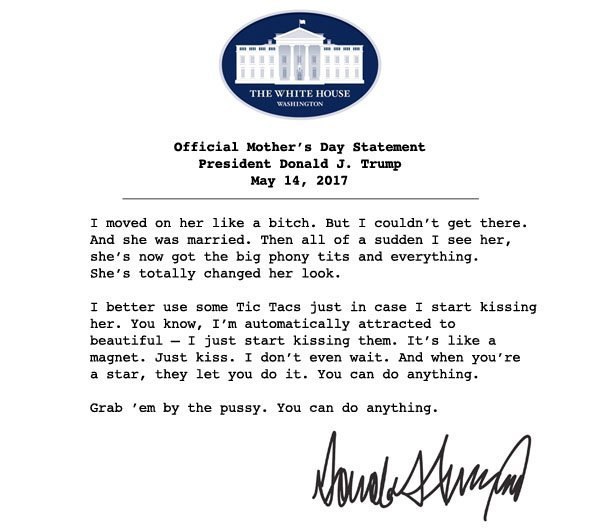 THE WHITE HOUSE
WASHINGTON
Official Mother’s Day Statement
President Donald J. Trump
May 14, 2017
I moved on her like a bitch. But I couldn’t get there.
And she was married. Then all of a sudden I see her,
she’s now got the big phony tits and everything.
She’s totally changed her look.
I better use some Tic Tacs just in case I start kissing
her. You know, I’m automatically attracted to
beautiful — I just start kissing them. It’s like a
magnet. Just kiss. I don’t even wait. And when you’re
a star, they let you do it. You can do anything.
Grab ’em by the pussy. You can do anything.
Donald Trump